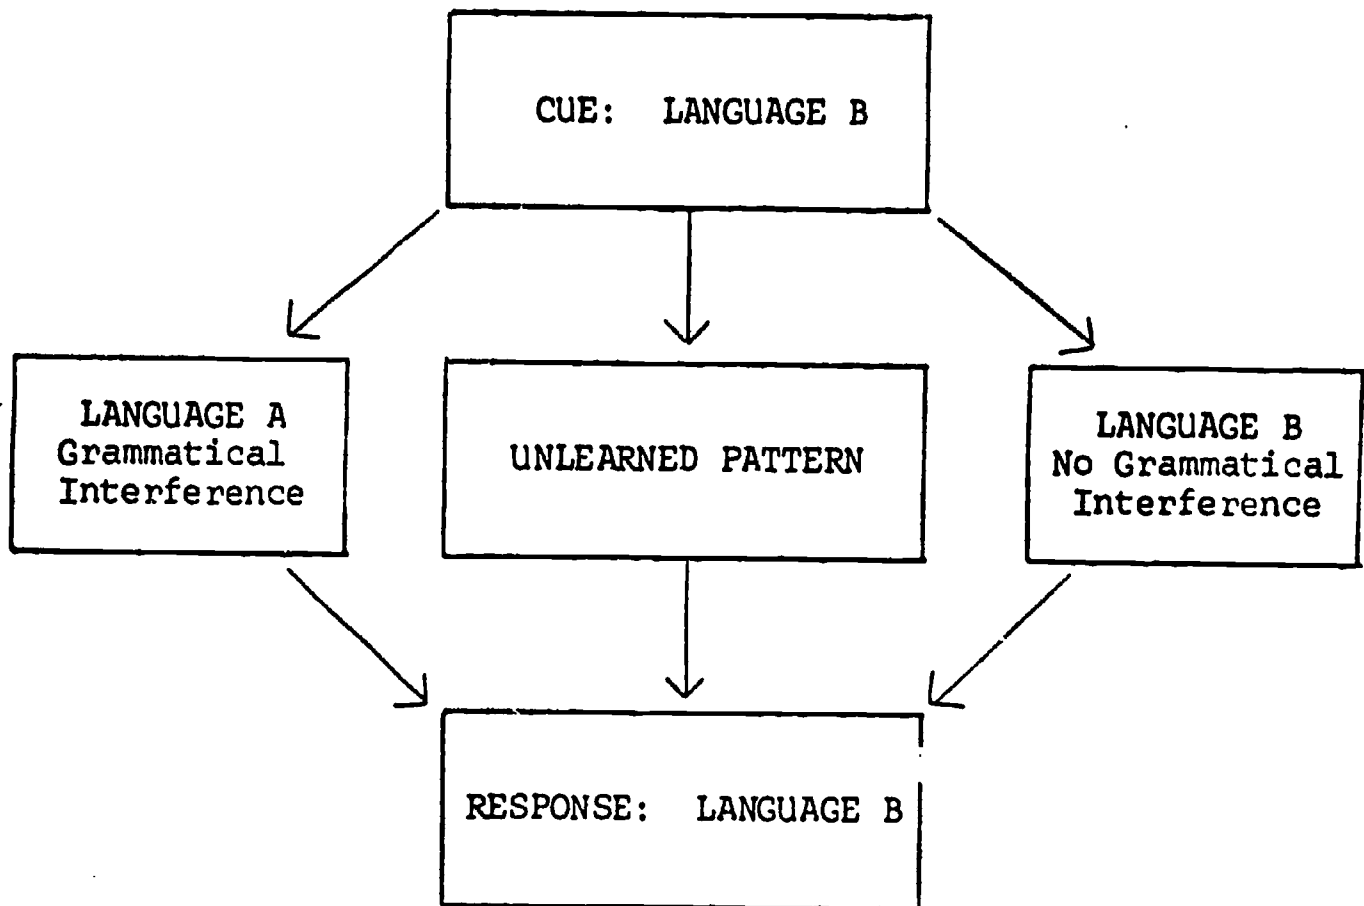 CUE: LANGUAGE B
LANGUAGE A
Grammatical
Interference
UNLEARNED PATTERN
LANGUAGE B
No Grammatical
Interference
RESPONSE: LANGUAGE B